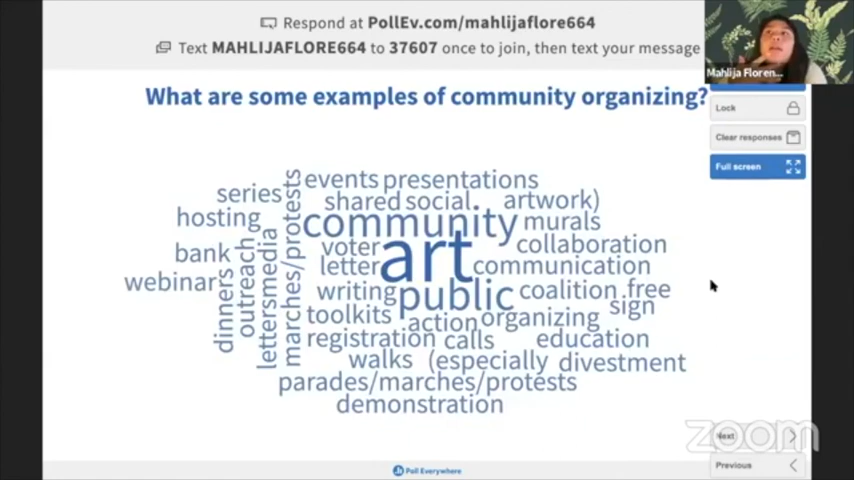 Respond at PollEv.com/mahlijaflore664
Text MAHLIJAFLORE664 to 37607 once to join, then text your message
Mahlija Floren...
What are some examples of community organizing?
Lock
Clear responses
Full screen
events presentations
series
shared social artwork)
hosting
community murals
marches/protests
voter
art
collaboration
bank
outreach
lettersmedia
letter
communication
webinar
dinners
writing
public
coalition free
sign
toolkits
action organizing
registration calls
education
walks (especially divestment
parades/marches/protests
demonstration
zoom
Next
Previous
Poll Everywhere